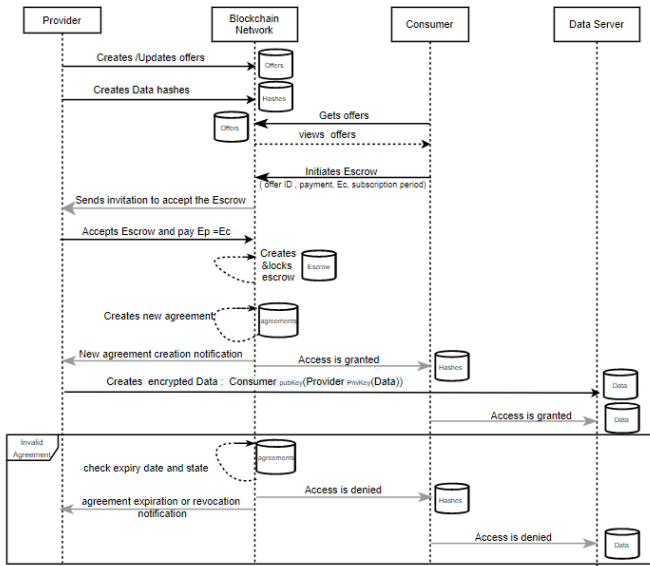 Provider
Blockchain
Network
Consumer
Data Server
Creates /Updates offers
Offers
Creates Data hashes
Hashes
Gets offers
Offers
views offers
Initiates Escrow
( offer ID , payment, Ec, subscription period)
Sends invitation to accept the Escrow
Accepts Escrow and pay Ep =Ec
Creates
&locks
escrow
Escrow
Creates new agreement
agreements
New agreement creation notification
Access is granted
Hashes
Creates encrypted Data : Consumer pubKey(Provider PrivKey(Data))
Data
Access is granted
Data
Invalid
Agreement
check expiry date and state
agreements
Access is denied
Hashes
agreement expiration or revocation
notification
Access is denied
Data